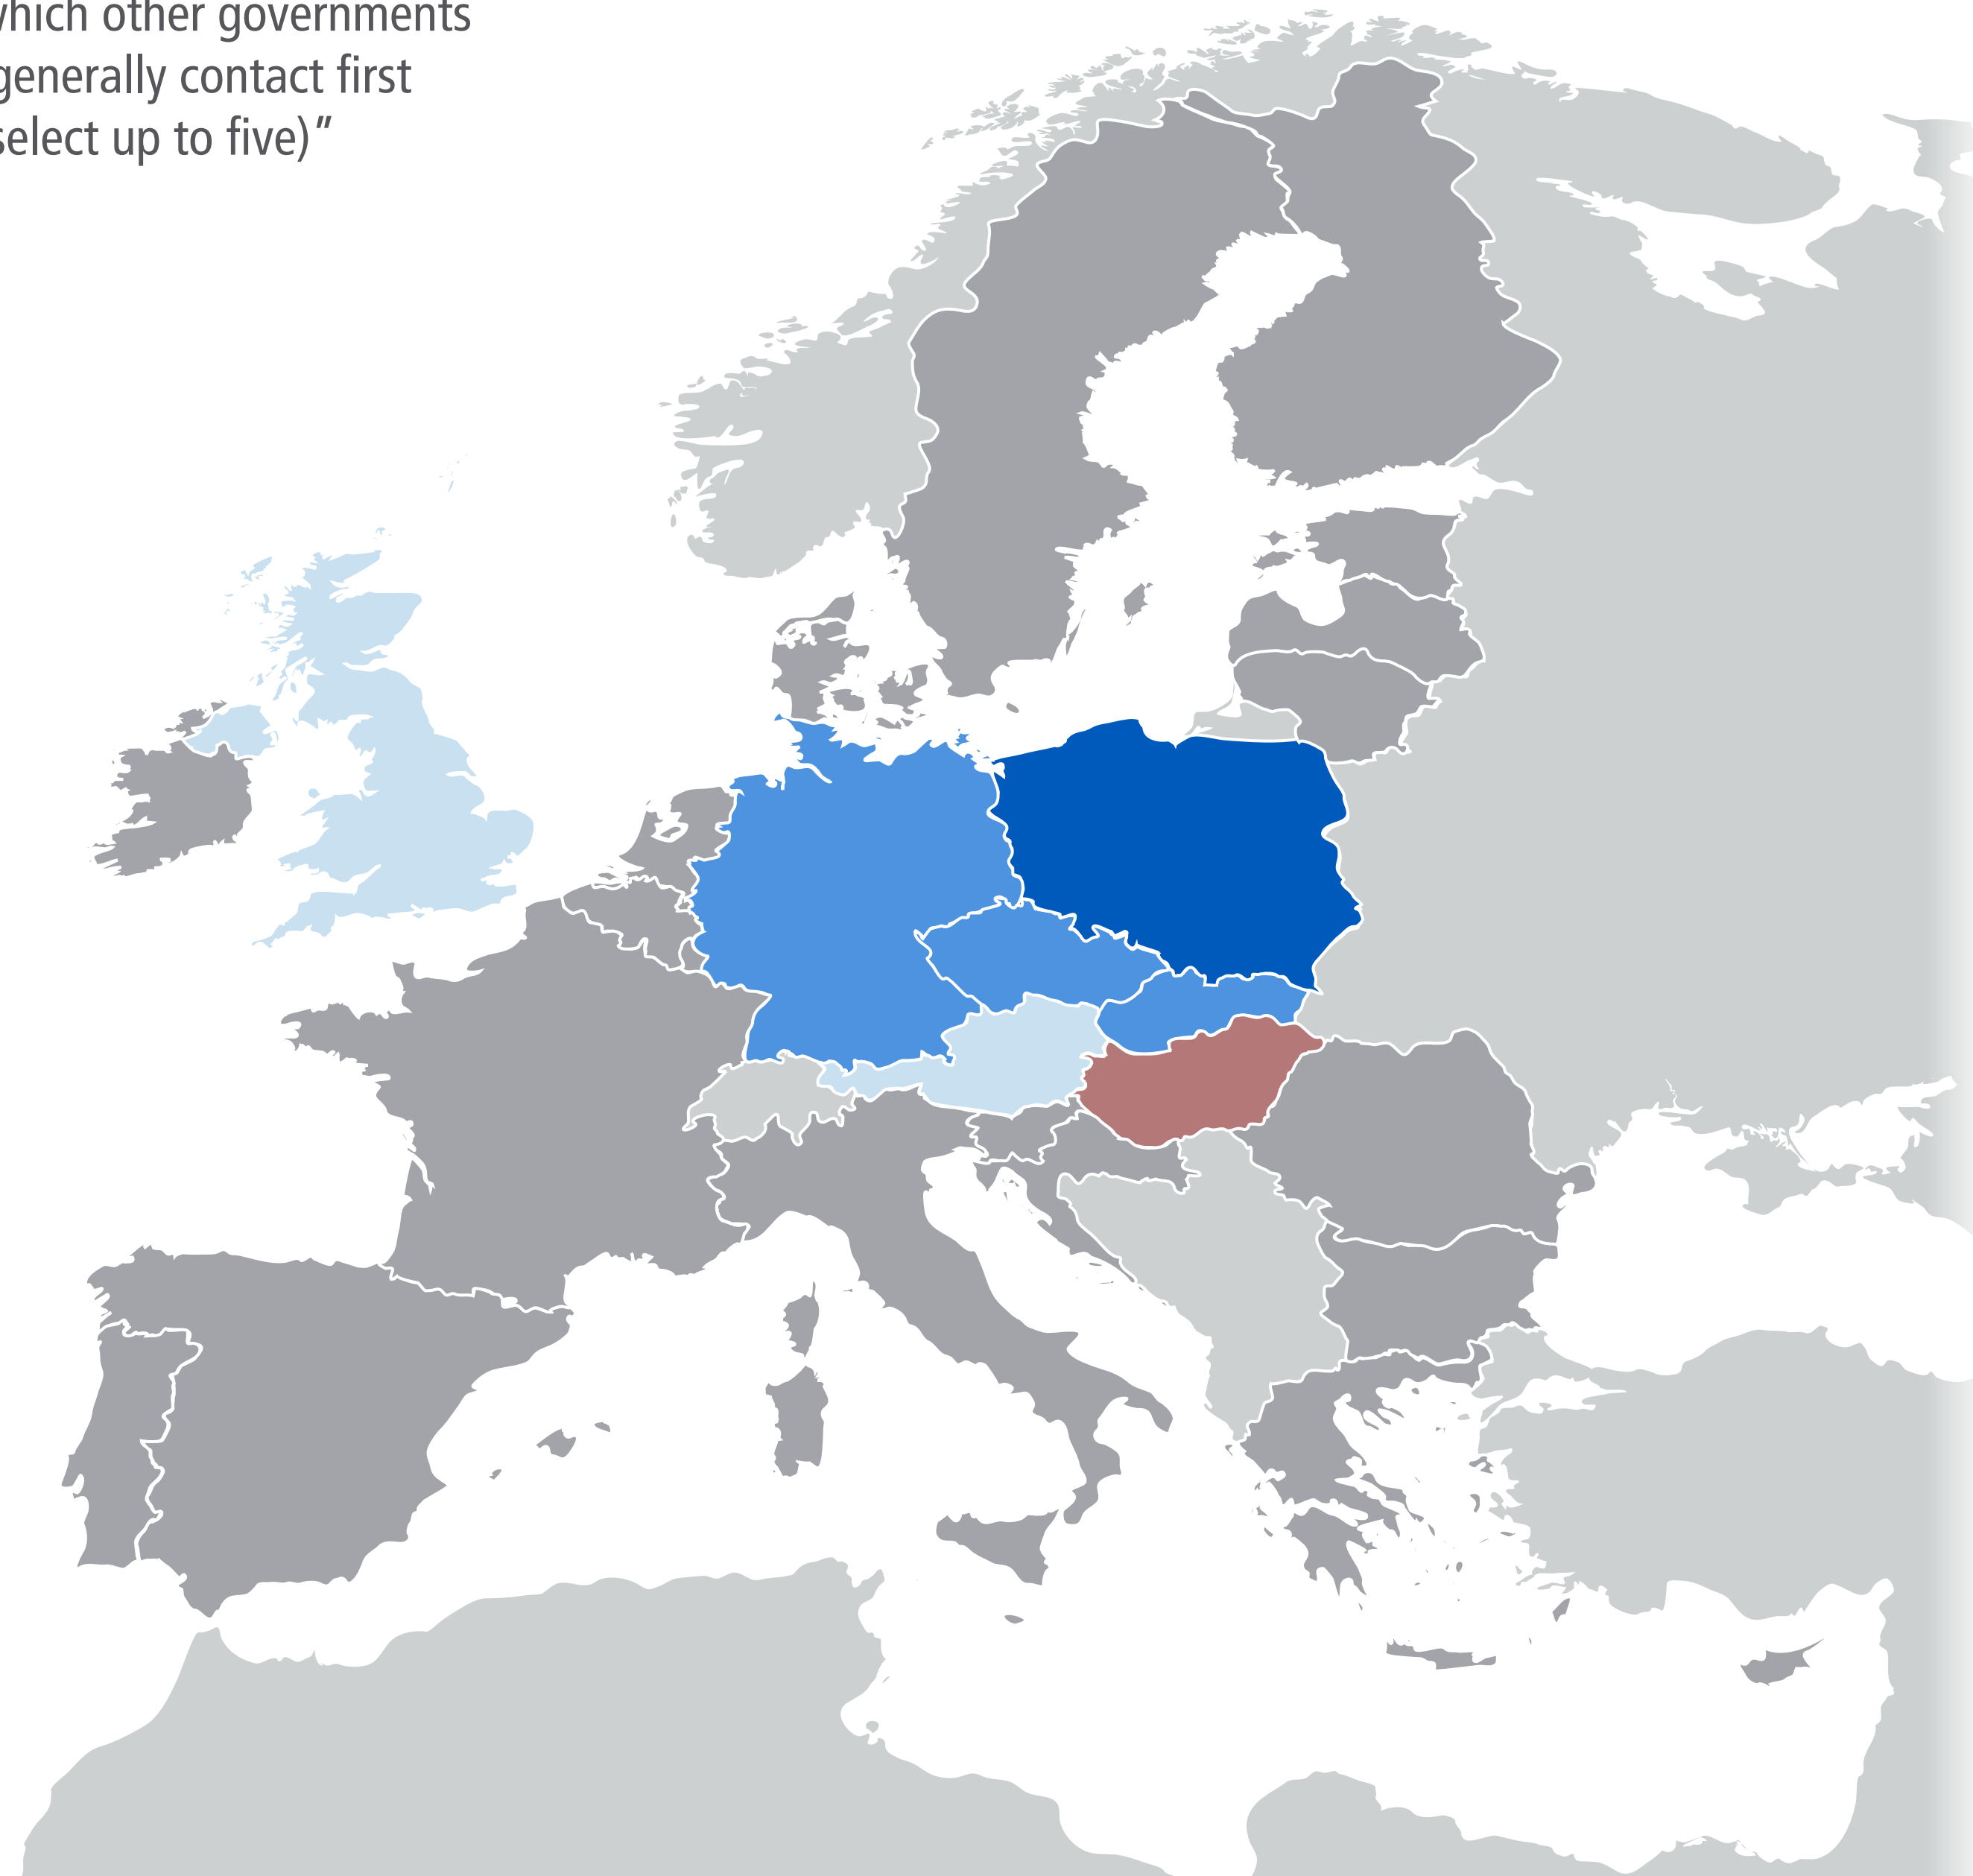 which other governments
generally contact first
select up to five)”